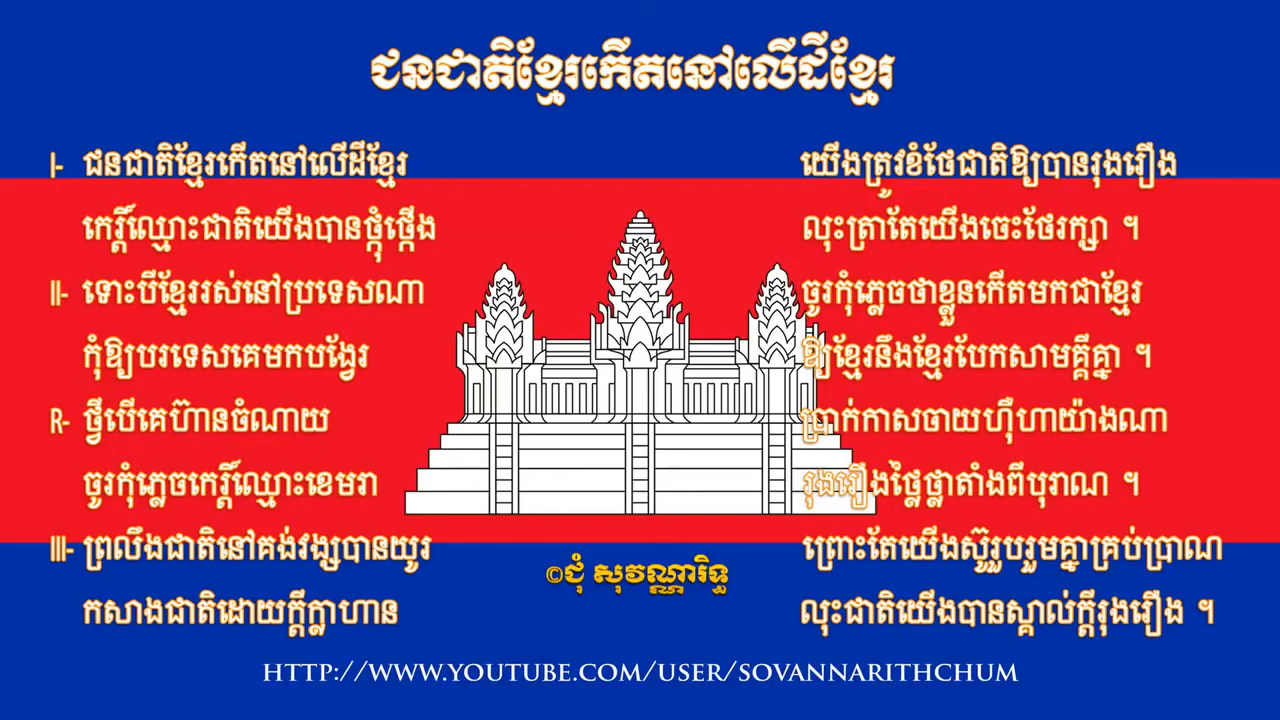 ជនជាតិខ្មែរកើតនៅលើដីខ្មែរ
I- ជនជាតិខ្មែរកើតនៅលើដីខ្មែរ យើងត្រូវខំថែជាតិឱ្យបានរុងរឿង
កេរ្តិ៍ឈ្មោះជាតិយើងបានថ្កុំថ្កើង លុះត្រាតែយើងចេះថែរក្សា ។
II- ទោះបីខ្មែររស់នៅប្រទេសណា ចូរកុំភ្លេចថាខ្លួនកើតមកជាខ្មែរ
កុំឱ្យបរទេសគេមកបង្វែរ ឱ្យខ្មែរនឹងខ្មែរបែកសាមគ្គីគ្នា ។
R- ថ្វីបើគេហ៊ានចំណាយ ប្រាក់កាសចាយហ៊ឺហាយ៉ាងណា
ចូរកុំភ្លេចកេរ្តិ៍ឈ្មោះខេមរា រុងរឿងថ្លៃថ្លាតាំងពីបុរាណ ។
III- ព្រលឹងជាតិនៅគង់វង្សបានយូរ ព្រោះតែយើងស៊ូរួបរួមគ្នាគ្រប់ប្រាណ
កសាងជាតិដោយក្តីក្លាហាន លុះជាតិយើងបានស្គាល់ក្តីរុងរឿង ។
©ជុំ សុវណ្ណារិទ្ធ
HTTP://WWW.YOUTUBE.COM/USER/SOVANNARITHCHUM